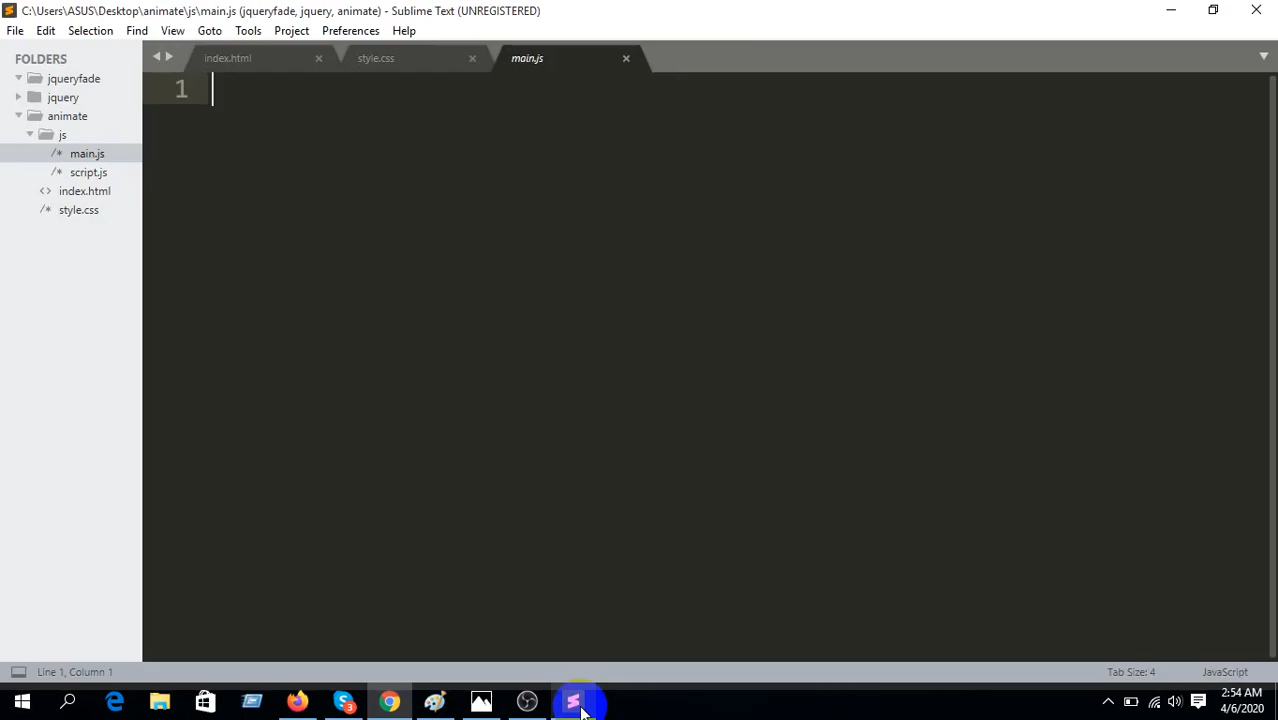 C:\Users\ASUS\Desktop\animate\js\main.js (jqueryfade, jquery, animate) - Sublime Text (UNREGISTERED)
File Edit Selection Find View Goto Tools Project Preferences Help
FOLDERS
jqueryfade
jquery
animate
js
/* main.js
/* script.js
<> index.html
/* style.css
index.html
style.css
main.js
1
Line 1, Column 1
Tab Size: 4
JavaScript
3
2:54 AM
4/6/2020